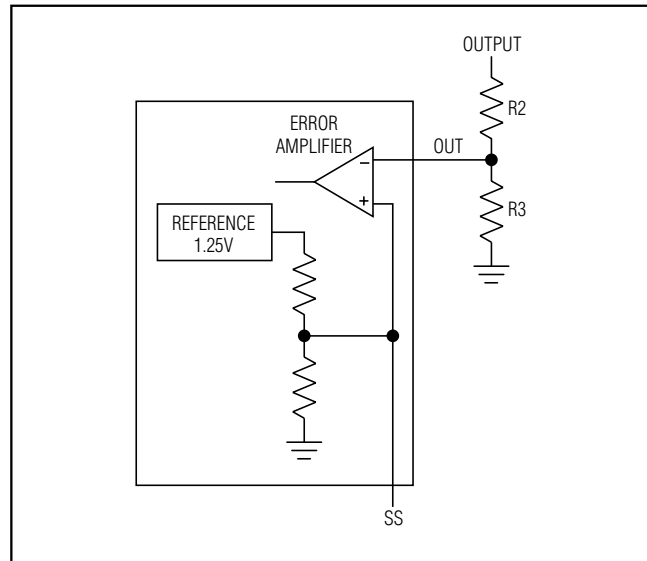 OUTPUT
R2
ERROR
AMPLIFIER
OUT
−
+
REFERENCE
1.25V
R3
SS